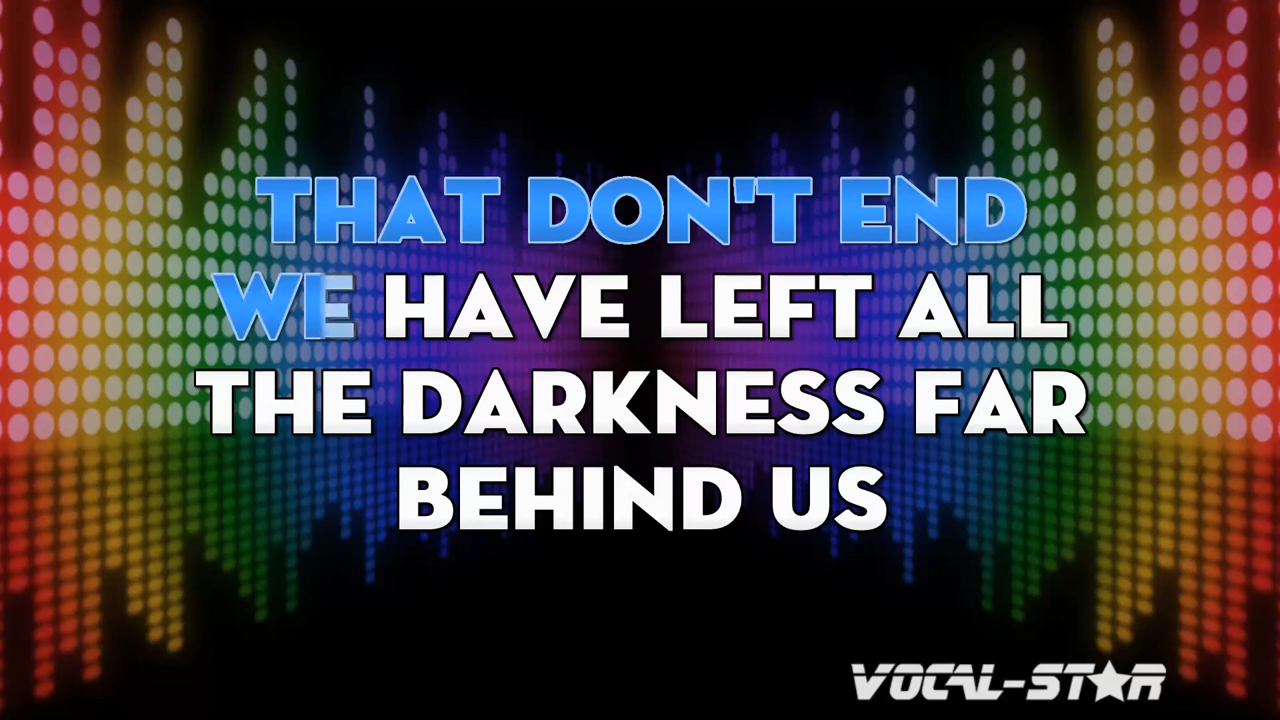 THAT DON'T END
WE HAVE LEFT ALL
THE DARKNESS FAR
BEHIND US
VOCAL-STAR